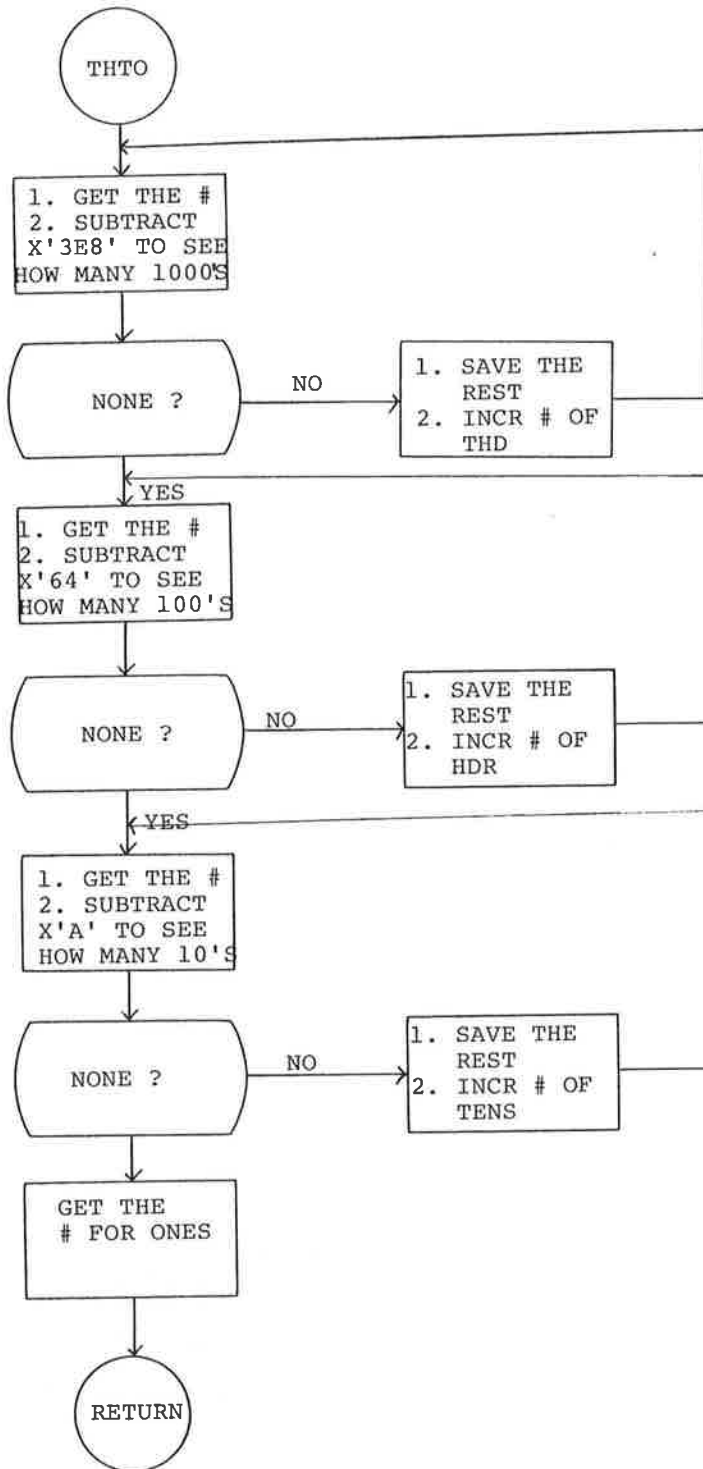 THTO
1. GET THE #
2. SUBTRACT
X'3E8' TO SEE
HOW MANY 1000'S
NONE ?
NO
1. SAVE THE
REST
2. INCR # OF
THD
YES
1. GET THE #
2. SUBTRACT
X'64' TO SEE
HOW MANY 100'S
NONE ?
NO
1. SAVE THE
REST
2. INCR # OF
HDR
YES
1. GET THE #
2. SUBTRACT
X'A' TO SEE
HOW MANY 10'S
NONE ?
NO
1. SAVE THE
REST
2. INCR # OF
TENS
GET THE
# FOR ONES
RETURN